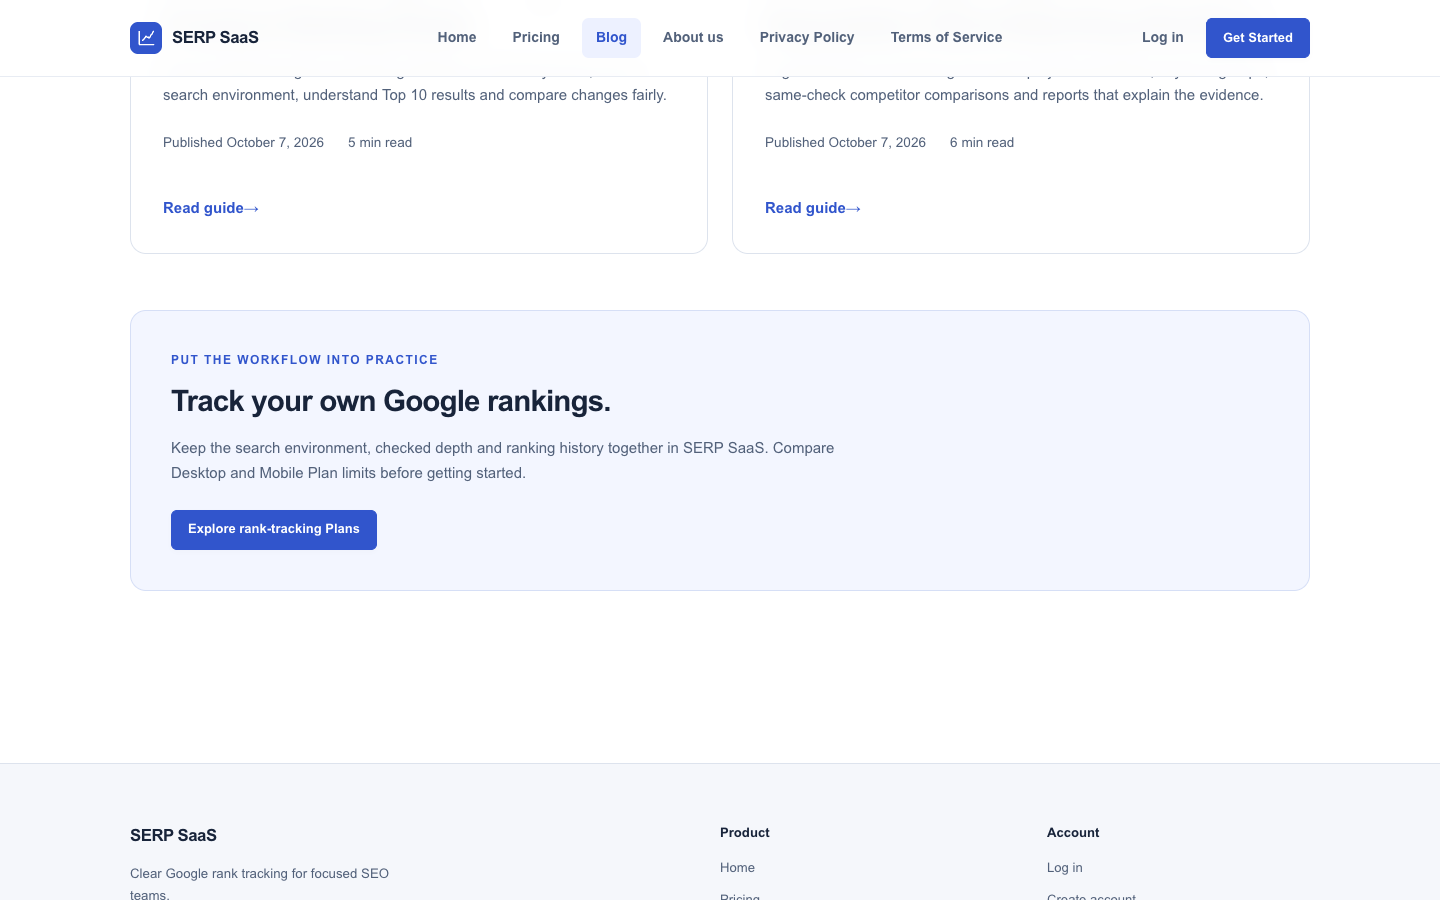 SERP SaaS
Home
Pricing
Blog
About us
Privacy Policy
Terms of Service
Log in
Get Started
search environment, understand Top 10 results and compare changes fairly.
Published October 7, 2026
5 min read
Read guide→
same-check competitor comparisons and reports that explain the evidence.
Published October 7, 2026
6 min read
Read guide→
PUT THE WORKFLOW INTO PRACTICE
Track your own Google rankings.
Keep the search environment, checked depth and ranking history together in SERP SaaS. Compare
Desktop and Mobile Plan limits before getting started.
Explore rank-tracking Plans
SERP SaaS
Clear Google rank tracking for focused SEO
teams.
Product
Home
Pricing
Account
Log in
Create account